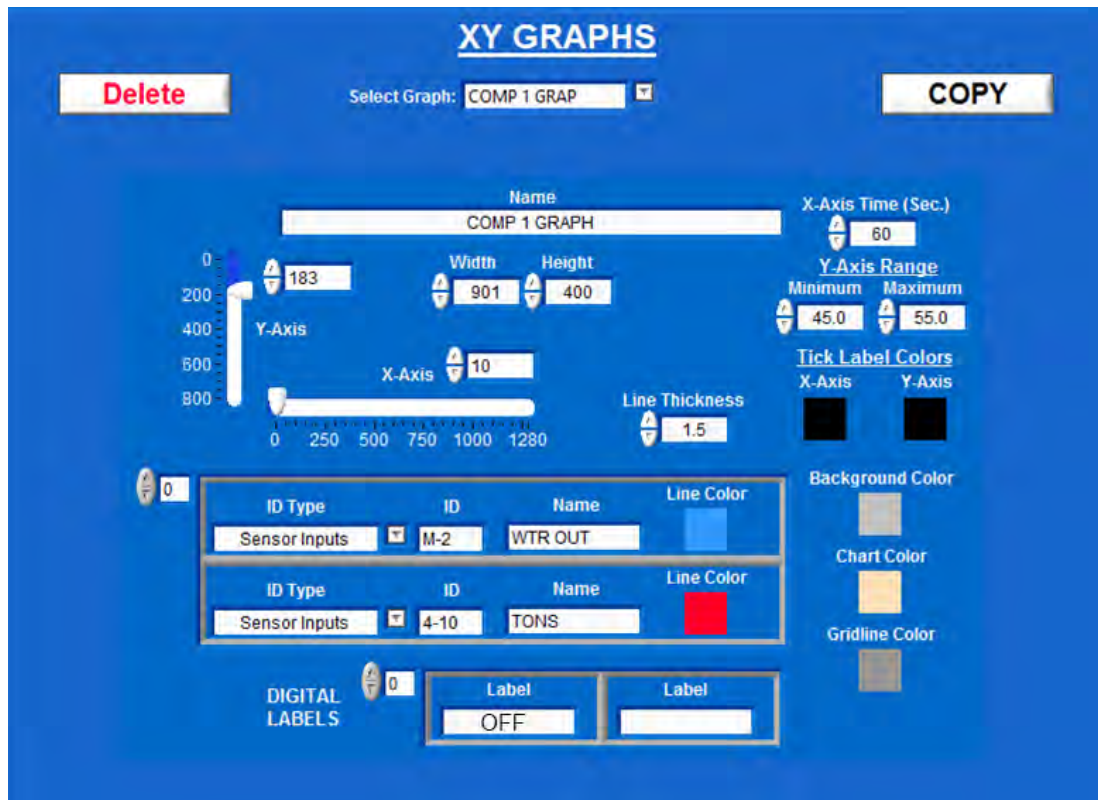 XY GRAPHS
Delete
Select Graph: COMP 1 GRAP
COPY
Name
COMP 1 GRAPH
X-Axis Time (Sec.)
60
0
200
400
600
800
183
Y-Axis
Width Height
901 400
Y-Axis Range
Minimum Maximum
45.0 55.0
X-Axis 10
0 250 500 750 1000 1280
Line Thickness
1.5
Tick Label Colors
X-Axis Y-Axis
0
ID Type ID Name Line Color
Sensor Inputs M-2 WTR OUT
ID Type ID Name Line Color
Sensor Inputs 4-10 TONS
Background Color
Chart Color
Gridline Color
DIGITAL
LABELS
0
Label Label
OFF